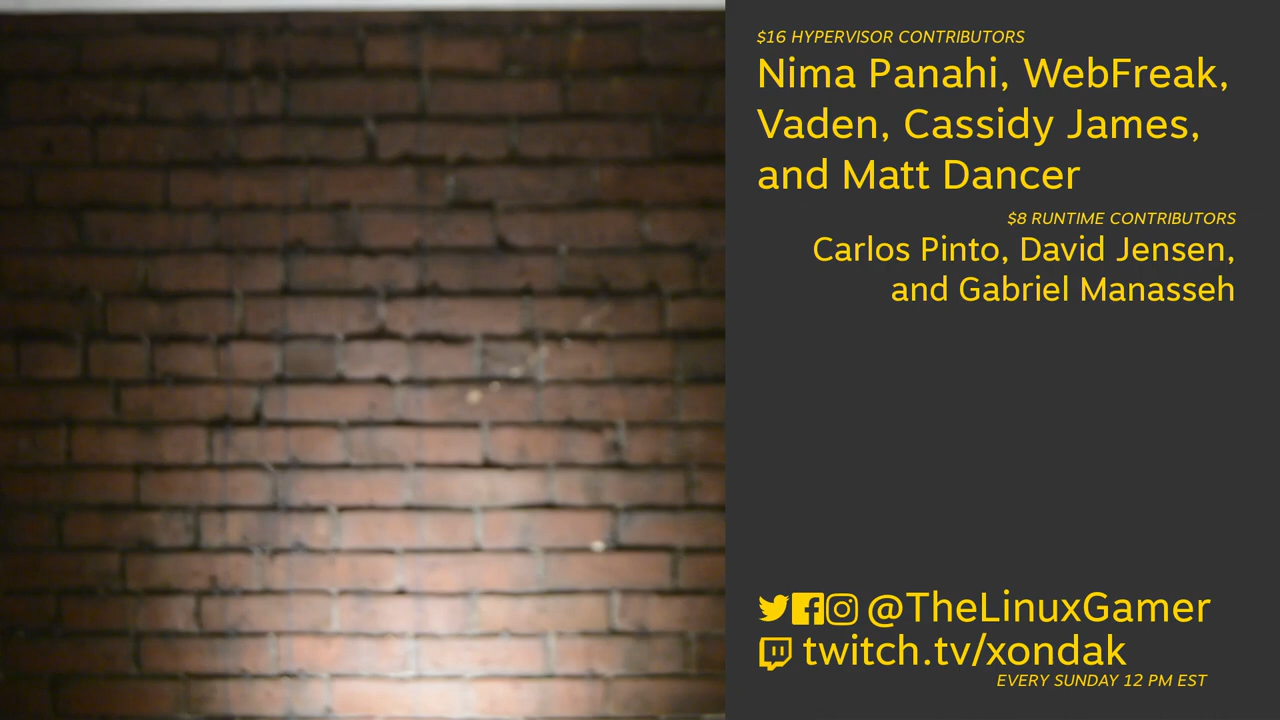 $16 HYPERVISOR CONTRIBUTORS
Nima Panahi, WebFreak,
Vaden, Cassidy James,
and Matt Dancer
$8 RUNTIME CONTRIBUTORS
Carlos Pinto, David Jensen,
and Gabriel Manasseh
@TheLinuxGamer
twitch.tv/xondak
EVERY SUNDAY 12 PM EST